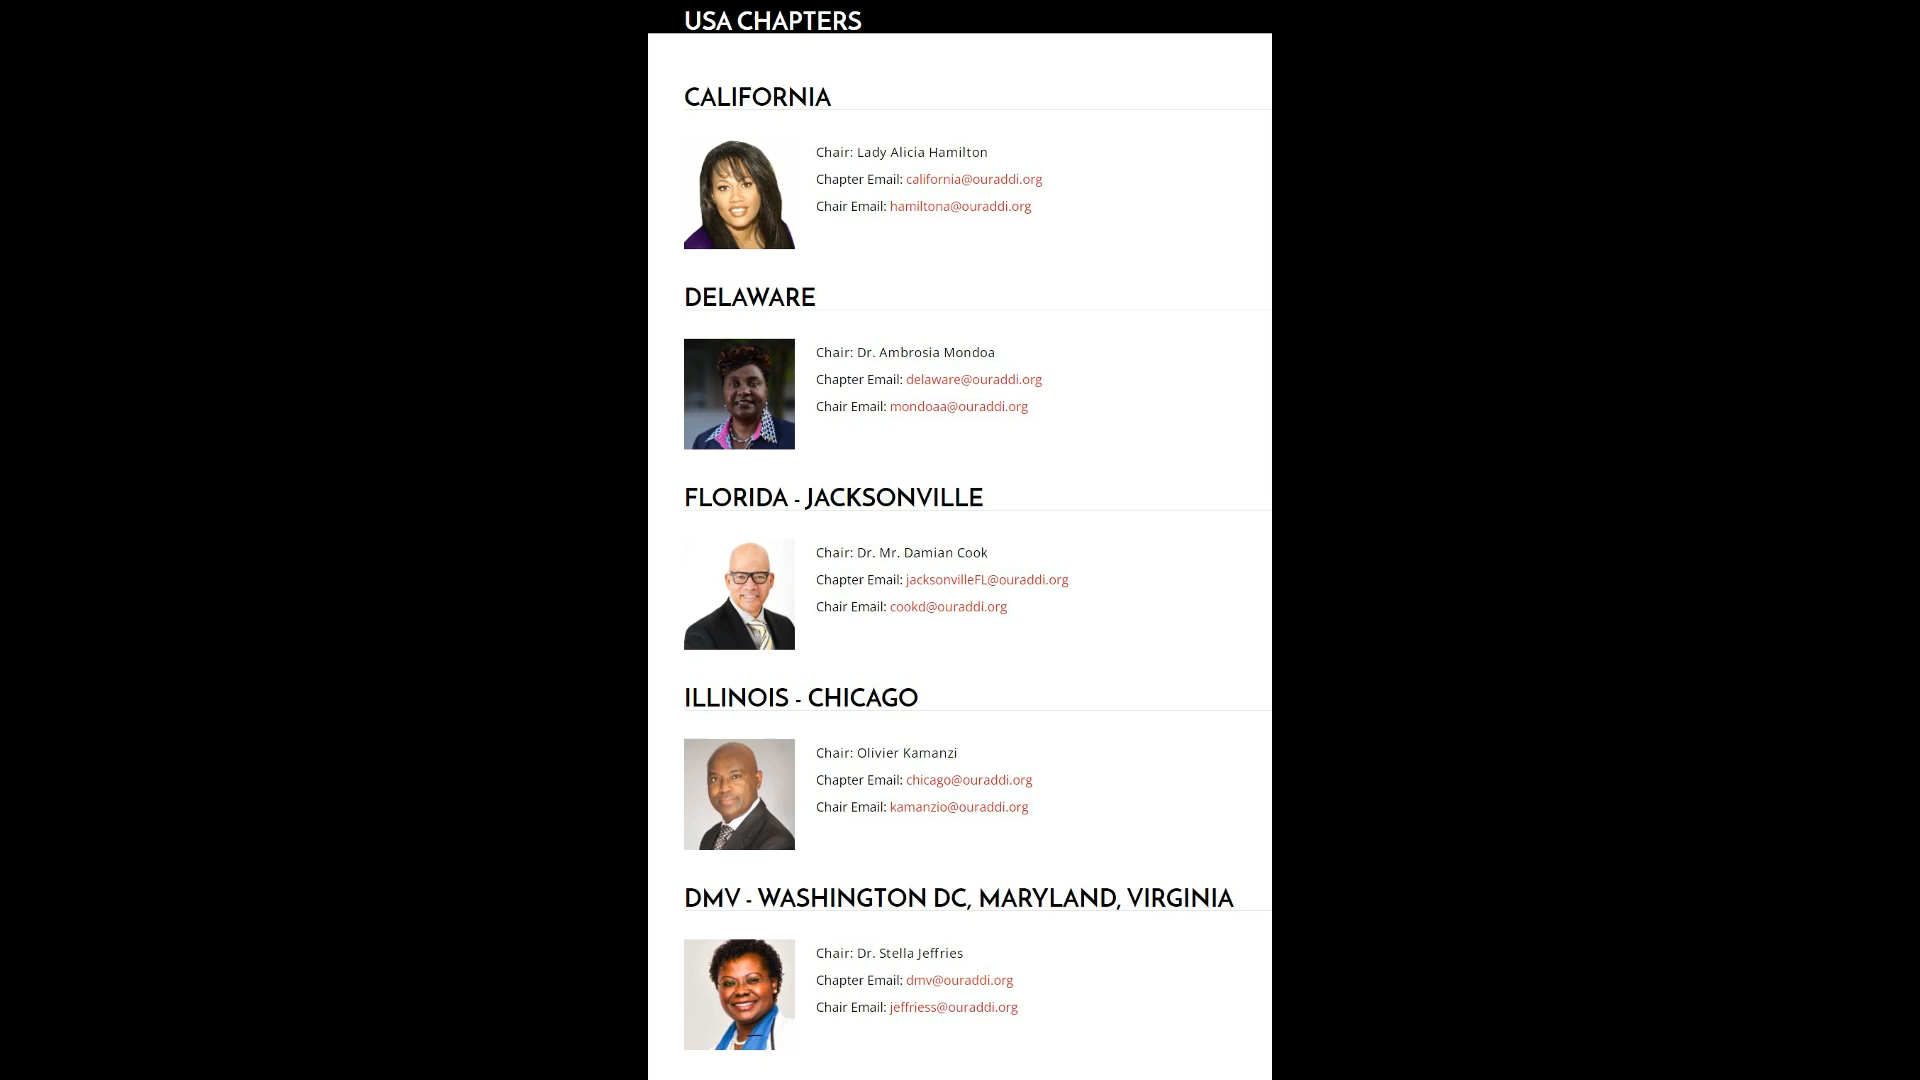 USA CHAPTERS
CALIFORNIA
Chair: Lady Alicia Hamilton
Chapter Email: california@ouraddi.org
Chair Email: hamiltona@ouraddi.org
DELAWARE
Chair: Dr. Ambrosia Mondoa
Chapter Email: delaware@ouraddi.org
Chair Email: mondoaa@ouraddi.org
FLORIDA - JACKSONVILLE
Chair: Dr. Mr. Damian Cook
Chapter Email: jacksonvilleFL@ouraddi.org
Chair Email: cookd@ouraddi.org
ILLINOIS - CHICAGO
Chair: Olivier Kamanzi
Chapter Email: chicago@ouraddi.org
Chair Email: kamanzio@ouraddi.org
DMV - WASHINGTON DC, MARYLAND, VIRGINIA
Chair: Dr. Stella Jeffries
Chapter Email: dmv@ouraddi.org
Chair Email: jeffriess@ouraddi.org